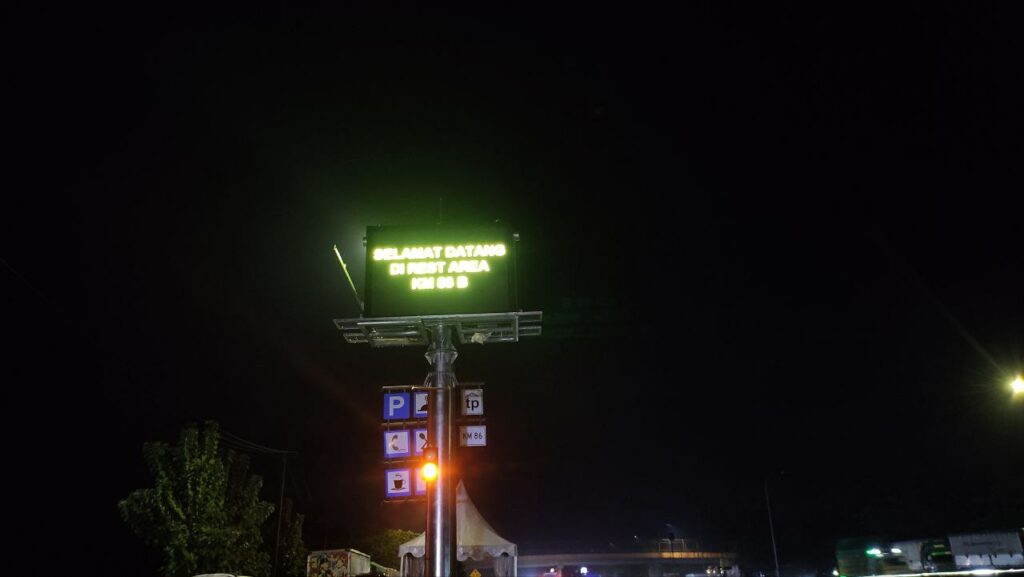 SELAMAT DATANG
DI REST AREA
KM 86 B
P
tp
KM 86